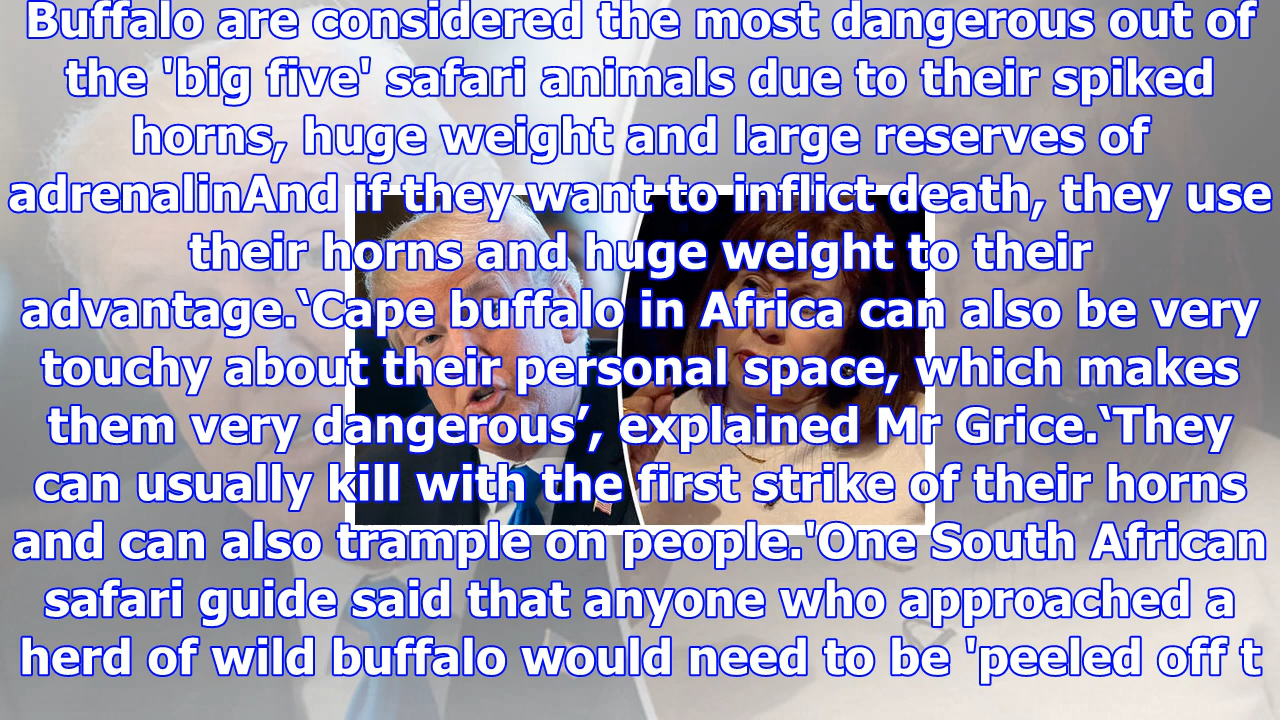 Buffalo are considered the most dangerous out of
the 'big five' safari animals due to their spiked
horns, huge weight and large reserves of
adrenalinAnd if they want to inflict death, they use
their horns and huge weight to their
advantage.‘Cape buffalo in Africa can also be very
touchy about their personal space, which makes
them very dangerous’, explained Mr Grice.‘They
can usually kill with the first strike of their horns
and can also trample on people.'One South African
safari guide said that anyone who approached a
herd of wild buffalo would need to be 'peeled off t